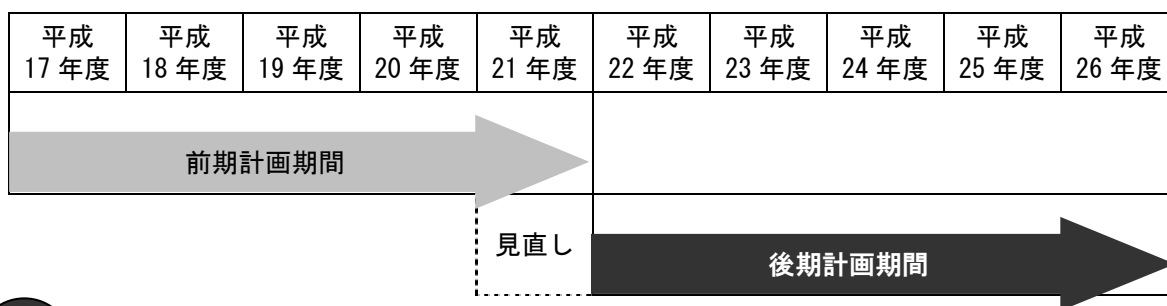 平成 平成 平成 平成 平成 平成 平成 平成 平成 平成
17 年度 18 年度 19 年度 20 年度 21 年度 22 年度 23 年度 24 年度 25 年度 26 年度
前期計画期間
見直し
後期計画期間